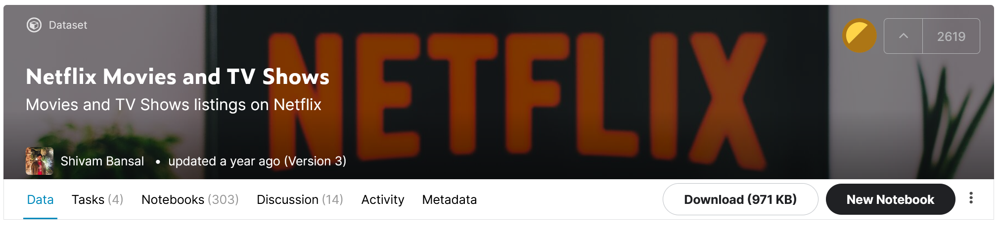 Dataset
2619
NETFLIX
Netflix Movies and TV Shows
Movies and TV Shows listings on Netflix
Shivam Bansal • updated a year ago (Version 3)
Data Tasks (4) Notebooks (303) Discussion (14) Activity Metadata Download (971 KB) New Notebook